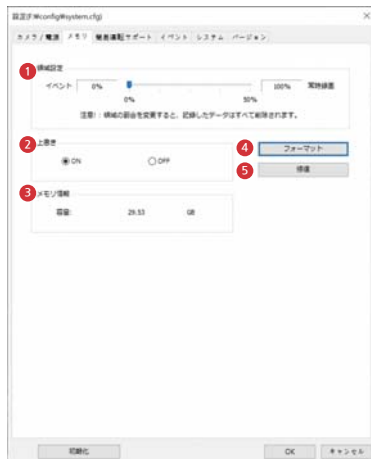 設定(F:¥config¥system.cfg)
カメラ/電源 メモリ 安全運転サポート イベント システム バージョン
1 領域設定
イベント 0% 100% 常時録画
0% 50%
注意! : 領域の割合を変更すると、記録したデータはすべて削除されます。
2 上書き
ON OFF
4 フォーマット
5 修復
3 メモリ情報
容量: 29.53 GB
初期化 OK キャンセル